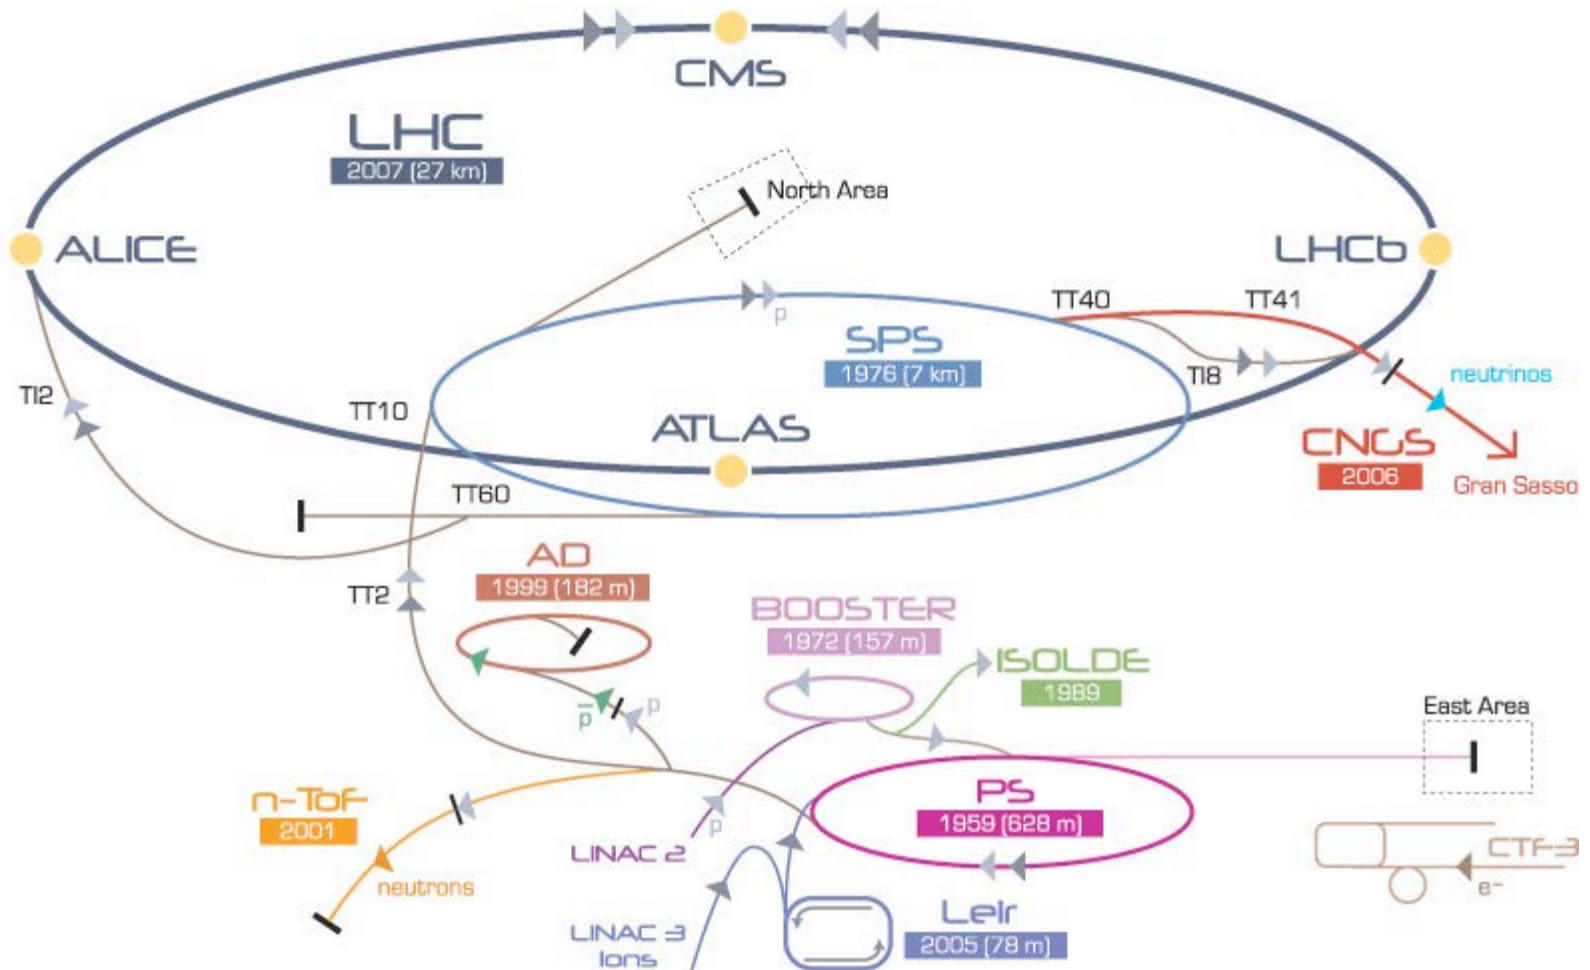 CMS
LHC
2007 (27 km)
North Area
ALICE
LHCb
TT40
TT41
p
SPS
1976 (7 km)
TI8
neutrinos
TI2
TT10
ATLAS
CNGS
2006
Gran Sasso
TT60
AD
1999 (182 m)
TT2
BOOSTER
1972 (157 m)
ISOLDE
1989
East Area
p̅
p
n-ToF
2001
neutrons
LINAC 2
p
PS
1959 (628 m)
CTF-3
e⁻
LINAC 3
Ions
Leir
2005 (78 m)